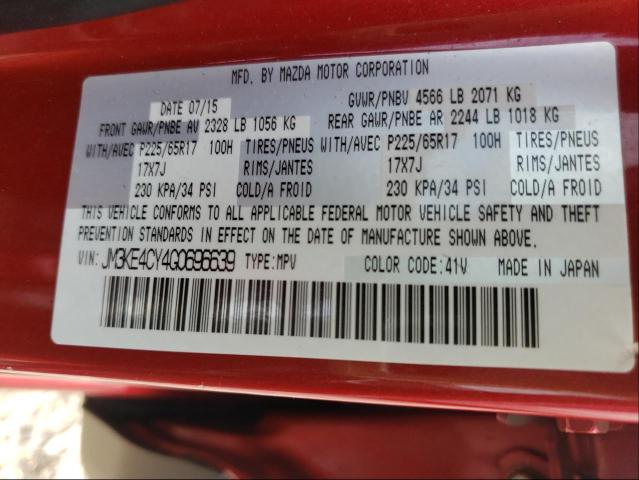 MFD. BY MAZDA MOTOR CORPORATION
DATE 07/15 GVWR/PNBV 4566 LB 2071 KG
FRONT GAWR/PNBE AV 2328 LB 1056 KG REAR GAWR/PNBE AR 2244 LB 1018 KG
WITH/AVEC P225/65R17 100H TIRES/PNEUS WITH/AVEC P225/65R17 100H TIRES/PNEUS
17X7J RIMS/JANTES 17X7J RIMS/JANTES
230 KPA/34 PSI COLD/A FROID 230 KPA/34 PSI COLD/A FROID
THIS VEHICLE CONFORMS TO ALL APPLICABLE FEDERAL MOTOR VEHICLE SAFETY AND THEFT
PREVENTION STANDARDS IN EFFECT ON THE DATE OF MANUFACTURE SHOWN ABOVE.
VIN: JM3KE4CY4G0696639 TYPE:MPV COLOR CODE:41V MADE IN JAPAN